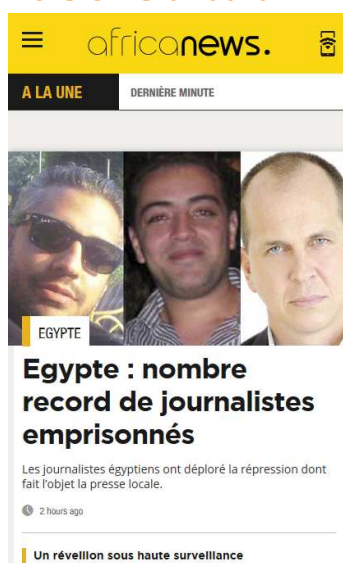 africanews.
A LA UNE
DERNIÈRE MINUTE
EGYPTE
Egypte : nombre
record de journalistes
emprisonnés
Les journalistes égyptiens ont déploré la répression dont
fait l'objet la presse locale.
2 hours ago
Un réveillon sous haute surveillance